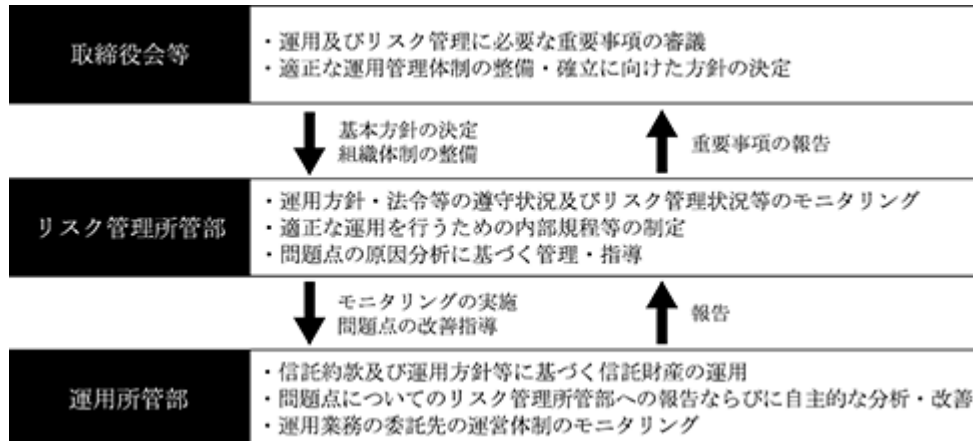 取締役会等
・運用及びリスク管理に必要な重要事項の審議
・適正な運用管理体制の整備・確立に向けた方針の決定
基本方針の決定
組織体制の整備
重要事項の報告
リスク管理所管部
・運用方針・法令等の遵守状況及びリスク管理状況等のモニタリング
・適正な運用を行うための内部規程等の制定
・問題点の原因分析に基づく管理・指導
モニタリングの実施
問題点の改善指導
報告
運用所管部
・信託約款及び運用方針等に基づく信託財産の運用
・問題点についてのリスク管理所管部への報告ならびに自主的な分析・改善
・運用業務の委託先の運営体制のモニタリング